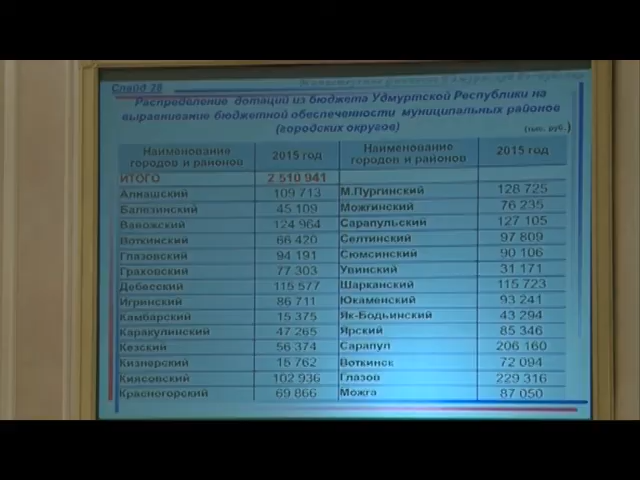 Слайд 28
Распределение дотаций из бюджета Удмуртской Республики на
выравнивание бюджетной обеспеченности муниципальных районов
(городских округов)
(тыс. руб.)
Наименование городов и районов 2015 год Наименование городов и районов 2015 год
ИТОГО 2 510 941
Алнашский 109 713 М.Пургинский 128 725
Балезинский 45 109 Можгинский 76 235
Вавожский 124 964 Сарапульский 127 105
Воткинский 66 420 Селтинский 97 809
Глазовский 94 191 Сюмсинский 90 106
Граховский 77 303 Увинский 31 171
Дебесский 115 577 Шарканский 115 723
Игринский 86 711 Юкаменский 93 241
Камбарский 15 375 Як-Бодьинский 43 294
Каракулинский 47 265 Ярский 85 346
Кезский 56 374 Сарапул 206 160
Кизнерский 15 762 Воткинск 72 094
Киясовский 102 936 Глазов 229 316
Красногорский 69 866 Можга 87 050